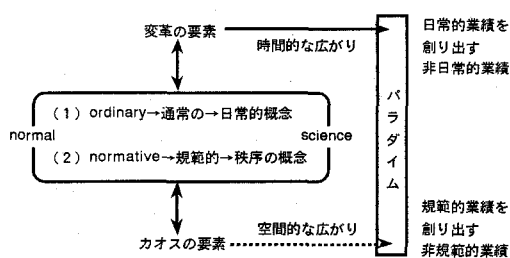 変革の要素
時間的な広がり
日常的業績を
創り出す
非日常的業績
パラダイム
(1) ordinary→通常の→日常的概念
normal
science
(2) normative→規範的→秩序の概念
カオスの要素
空間的な広がり
規範的業績を
創り出す
非規範的業績